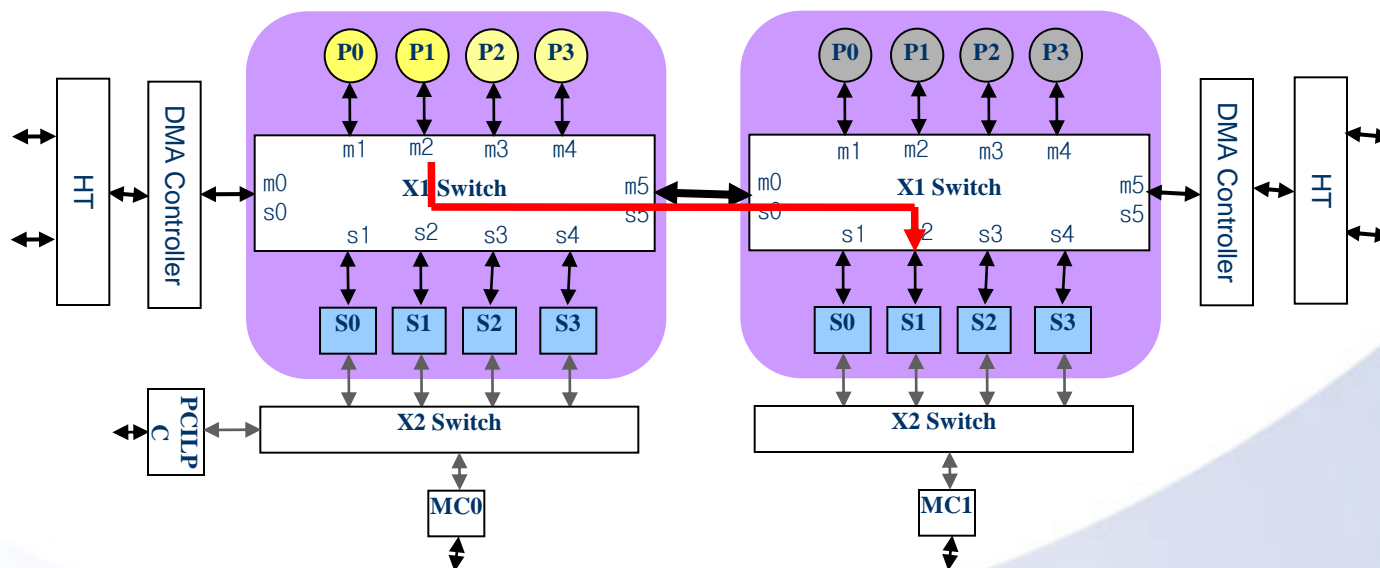 P0 P1 P2 P3
P0 P1 P2 P3
HT
DMA Controller
m1 m2 m3 m4
m0
s0
X1 Switch
m5
s5
s1 s2 s3 s4
m1 m2 m3 m4
m0
s0
X1 Switch
m5
s5
s1 2 s3 s4
DMA Controller
HT
S0 S1 S2 S3
S0 S1 S2 S3
PCILP
C
X2 Switch
X2 Switch
MC0
MC1